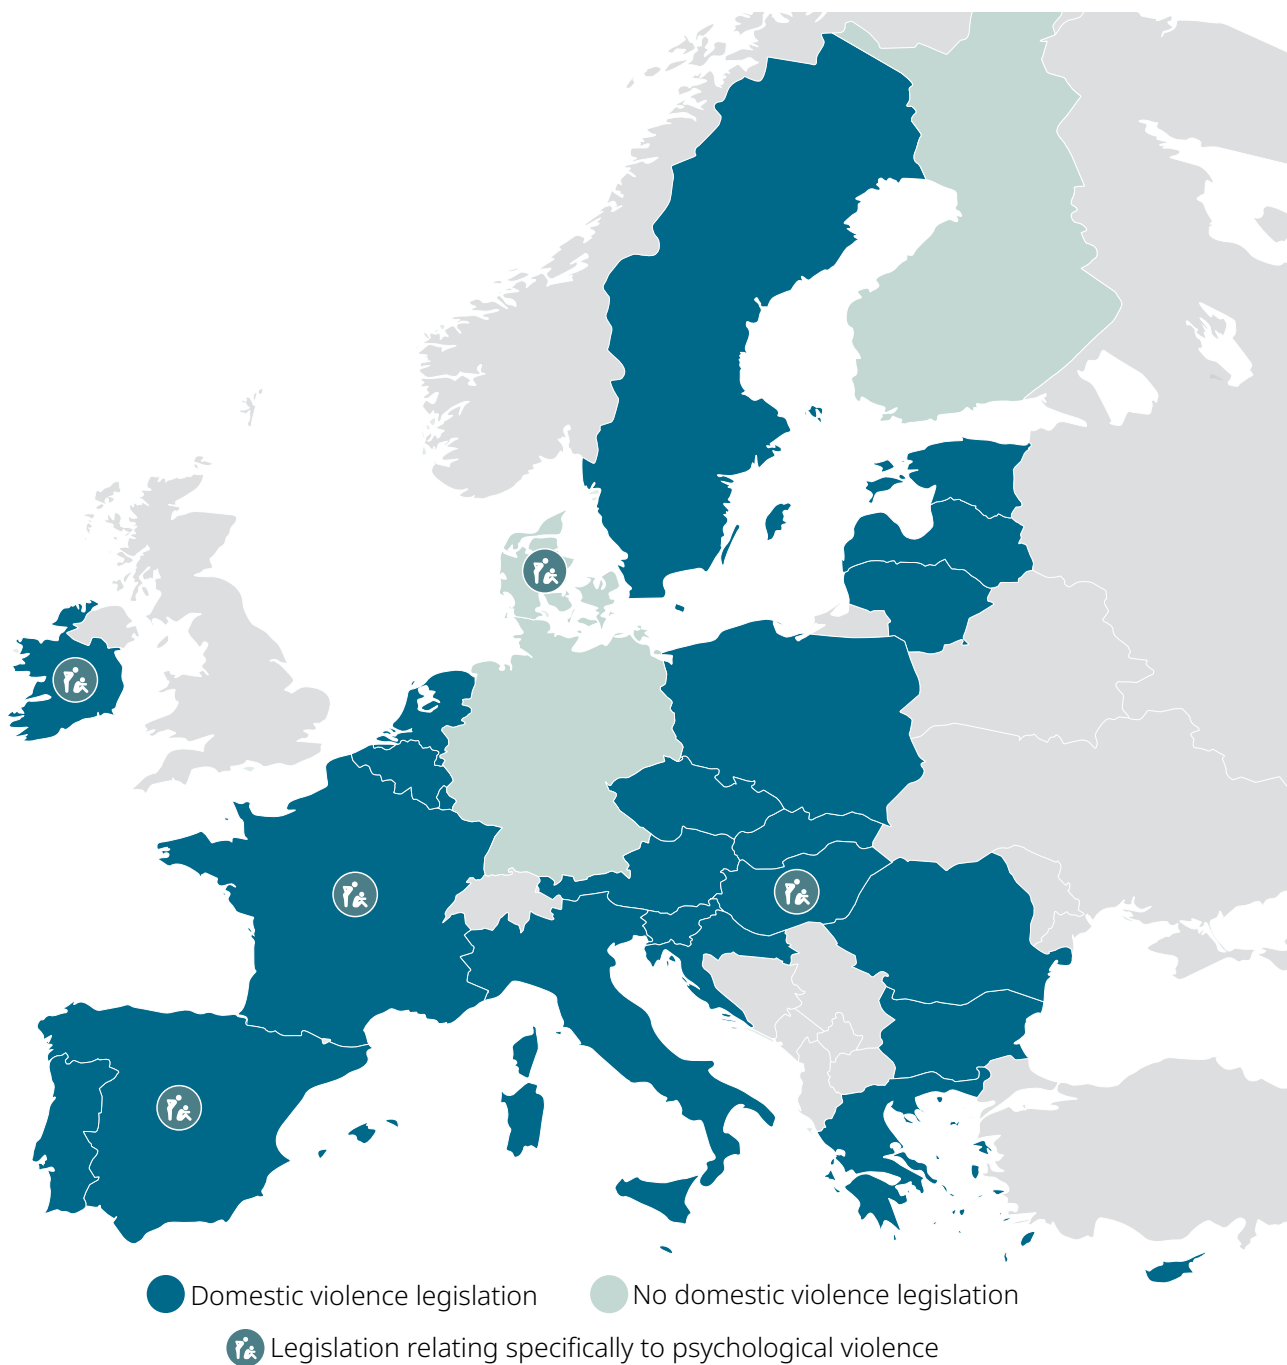 Domestic violence legislation
No domestic violence legislation
Legislation relating specifically to psychological violence